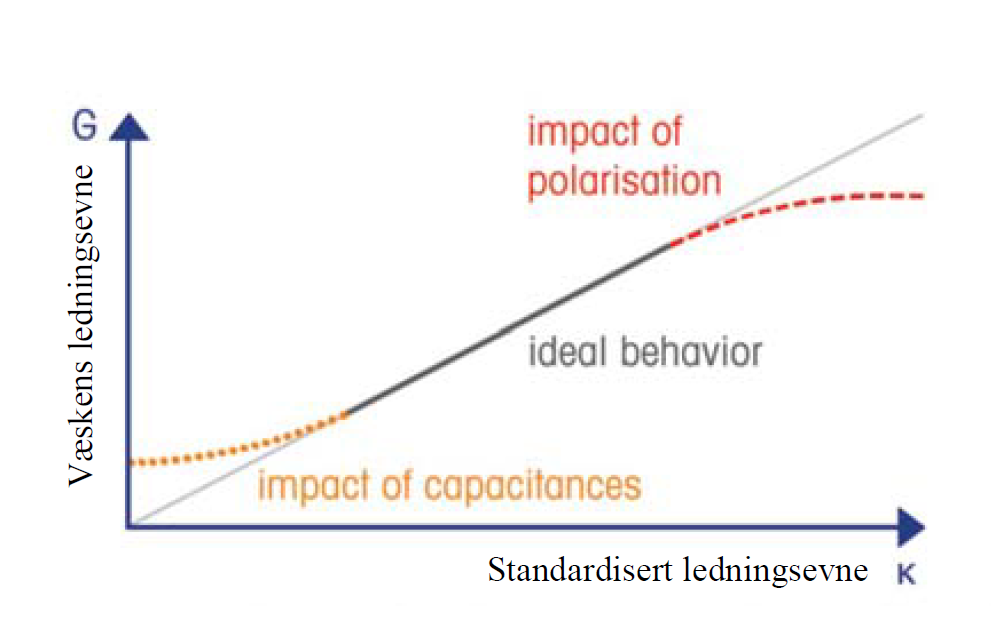 G
Væskens ledningsevne
impact of
polarisation
ideal behavior
impact of capacitances
Standardisert ledningsevne
κ